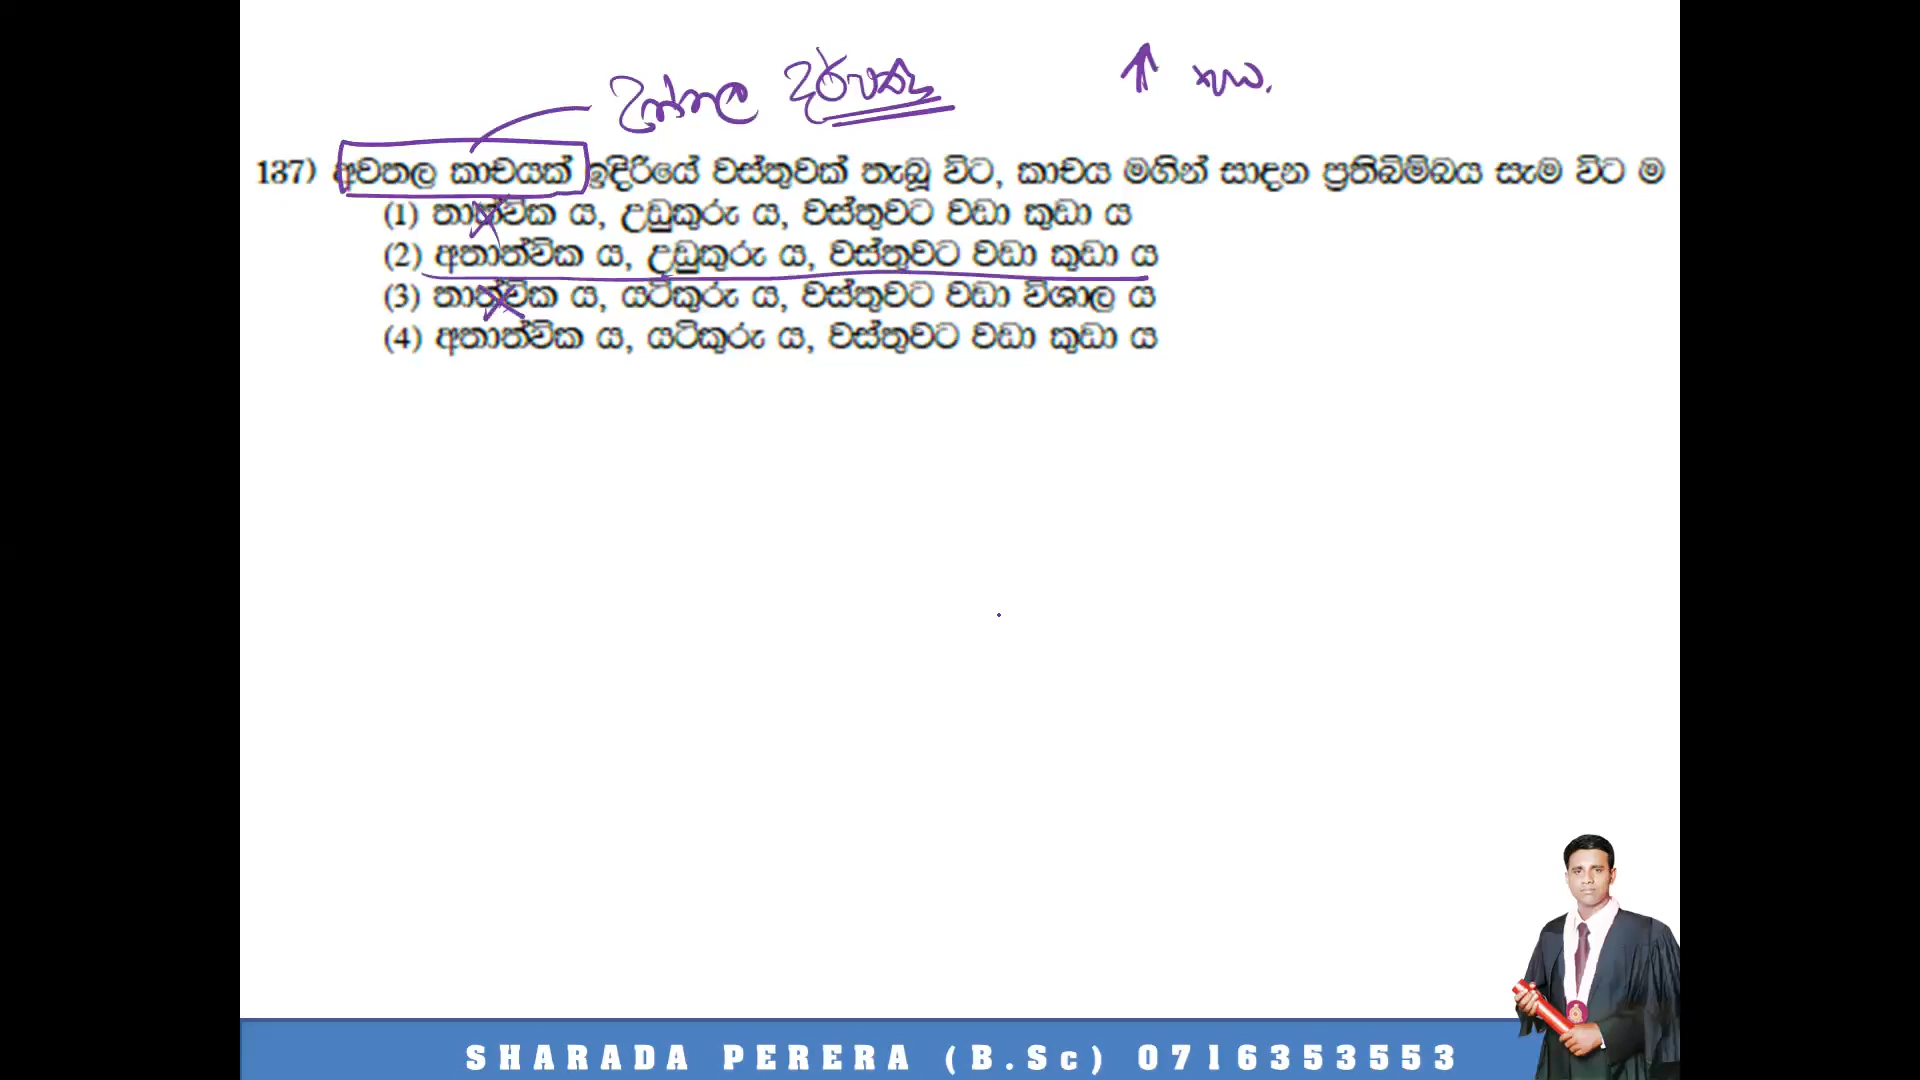 උත්තල දර්පණ ↑ කුඩා.
137) අවතල කාචයක් ඉදිරියේ වස්තුවක් තැබූ විට, කාචය මගින් සාදන ප්‍රතිබිම්බය සැම විට ම
(1) තාත්වික ය, උඩුකුරු ය, වස්තුවට වඩා කුඩා ය
(2) අතාත්වික ය, උඩුකුරු ය, වස්තුවට වඩා කුඩා ය
(3) තාත්වික ය, යටිකුරු ය, වස්තුවට වඩා විශාල ය
(4) අතාත්වික ය, යටිකුරු ය, වස්තුවට වඩා කුඩා ය
SHARADA PERERA (B.Sc) 0716353553